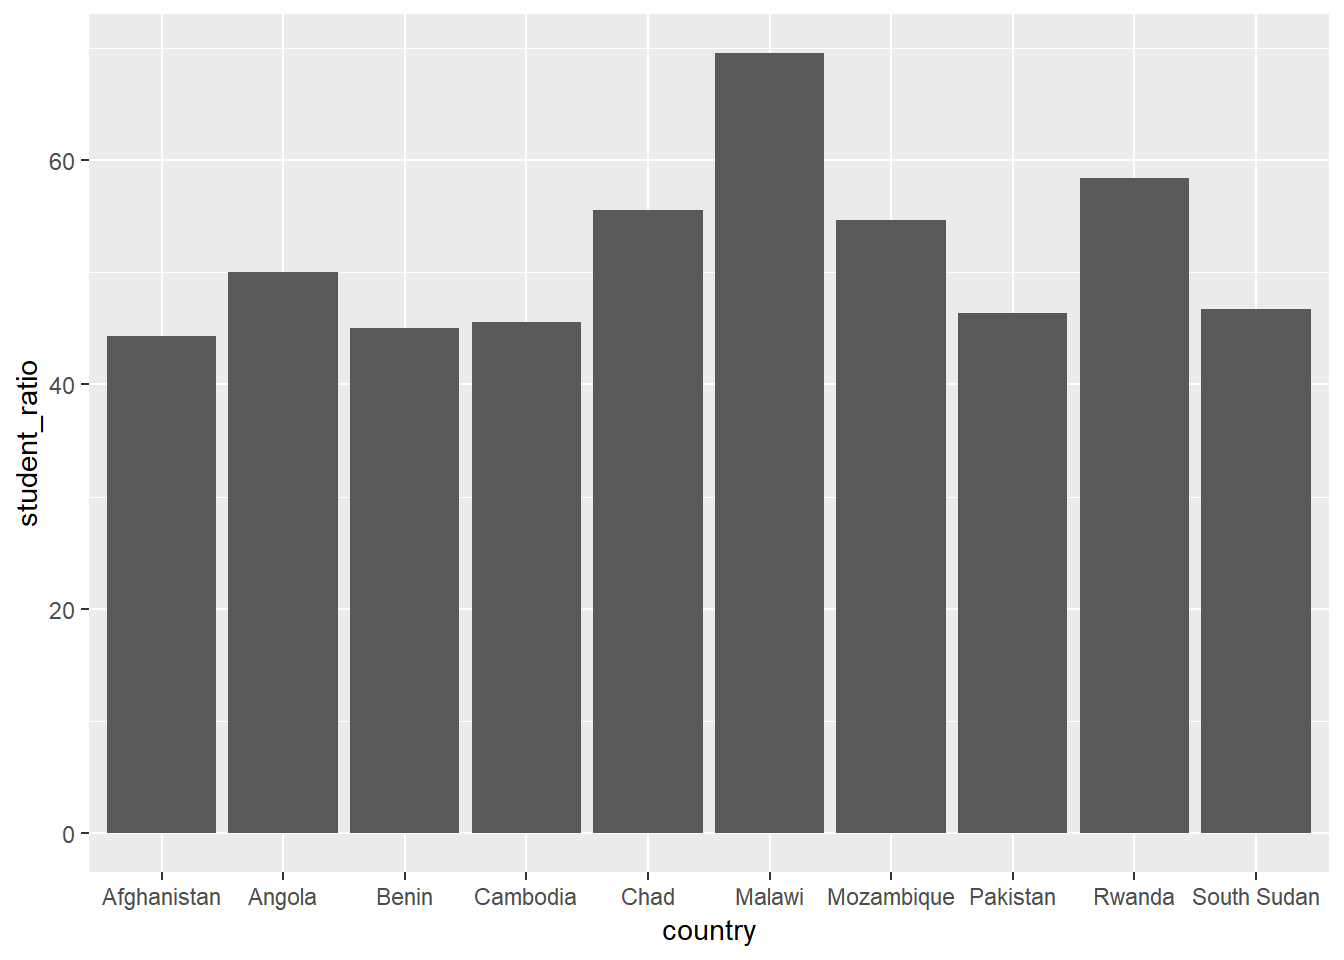 student_ratio
60
40
20
0
Afghanistan Angola Benin Cambodia Chad Malawi Mozambique Pakistan Rwanda South Sudan
country